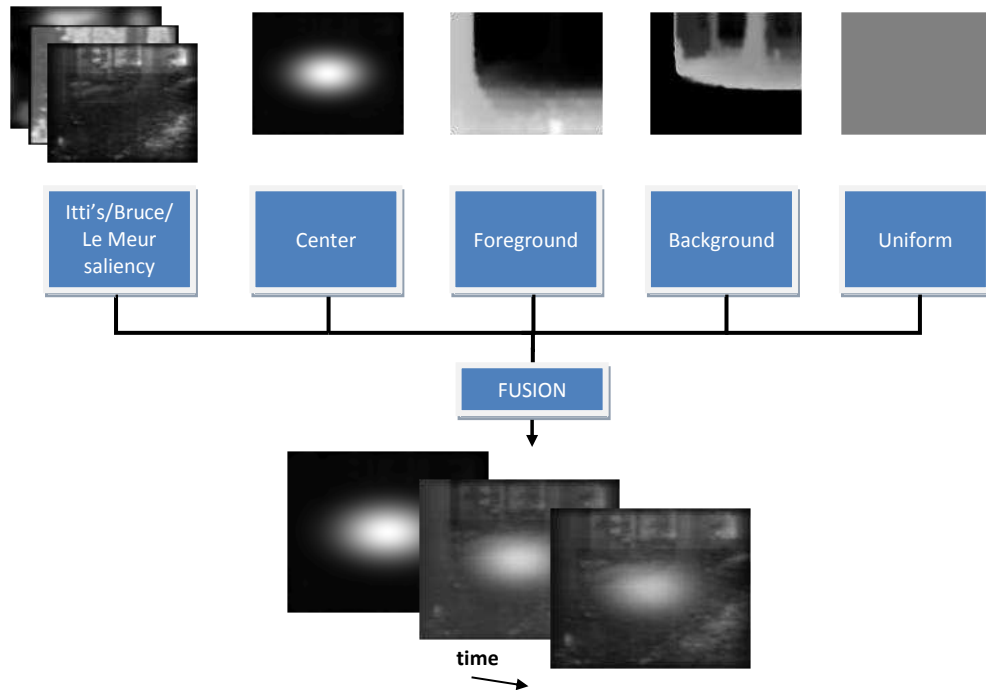 Itti's/Bruce/
Le Meur
saliency
Center
Foreground
Background
Uniform
FUSION
time